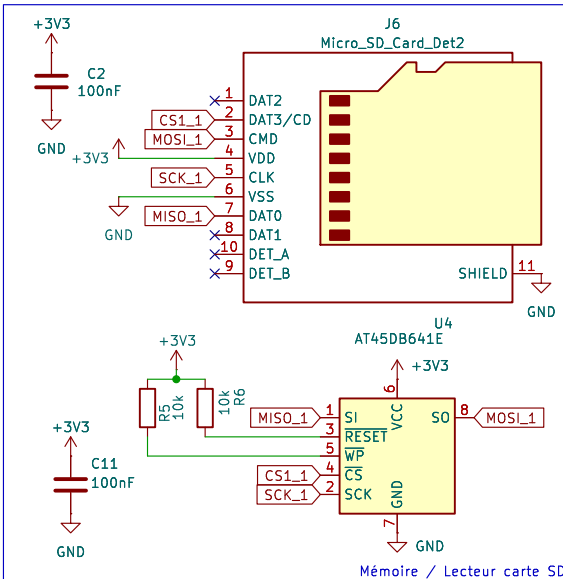 +3V3
C2
100nF
GND
J6
Micro_SD_Card_Det2
1 DAT2
CS1_1 2 DAT3/CD
MOSI_1 3 CMD
+3V3 4 VDD
SCK_1 5 CLK
6 VSS
GND
MISO_1 7 DAT0
8 DAT1
10 DET_A
9 DET_B
SHIELD 11
GND
U4
AT45DB641E
+3V3
+3V3
R5
10k
10k
R6
6
VCC
MISO_1 1 SI
SO 8 MOSI_1
3 RESET
5 WP
CS1_1 4 CS
SCK_1 2 SCK
GND
7
GND
+3V3
C11
100nF
GND
Mémoire / Lecteur carte SD